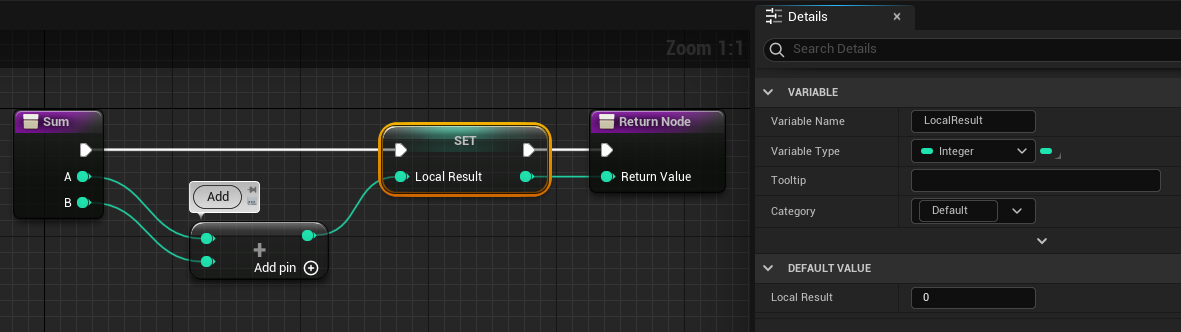 Zoom 1:1
Sum
A
B
Add
Add pin
SET
Local Result
Return Node
Return Value
Details
Search Details
VARIABLE
Variable Name LocalResult
Variable Type Integer
Tooltip
Category Default
DEFAULT VALUE
Local Result 0